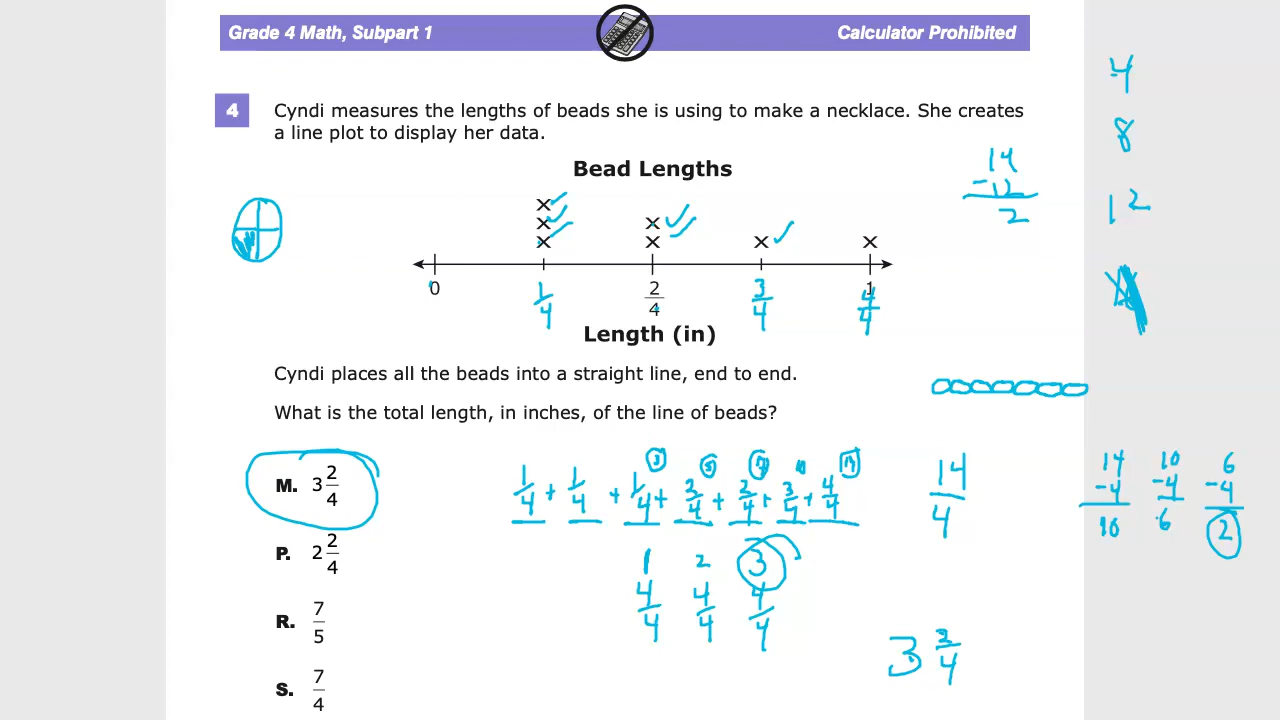 Grade 4 Math, Subpart 1
Calculator Prohibited
4
Cyndi measures the lengths of beads she is using to make a necklace. She creates
a line plot to display her data.
Bead Lengths
x
x x
x x x x
0 1/4 2/4 3/4 1 4/4
Length (in)
Cyndi places all the beads into a straight line, end to end.
What is the total length, in inches, of the line of beads?
M. 3 2/4
P. 2 2/4
R. 7/5
S. 7/4
1/4 + 1/4 + 1/4 + 2/4 + 2/4 + 3/4 + 4/4
14/4
1 2 3
4/4 4/4 4/4
3 2/4
14
-12
2
4
8
12
14 10 6
-4 -4 -4
10 6 2